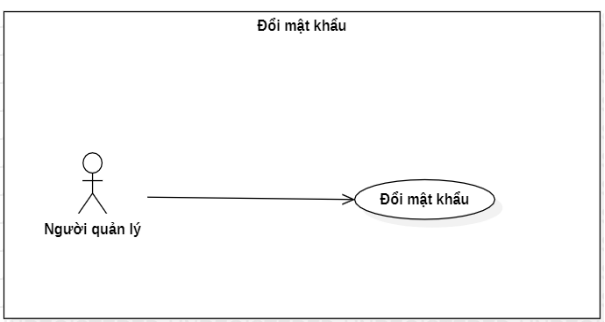 Đổi mật khẩu
Đổi mật khẩu
Người quản lý